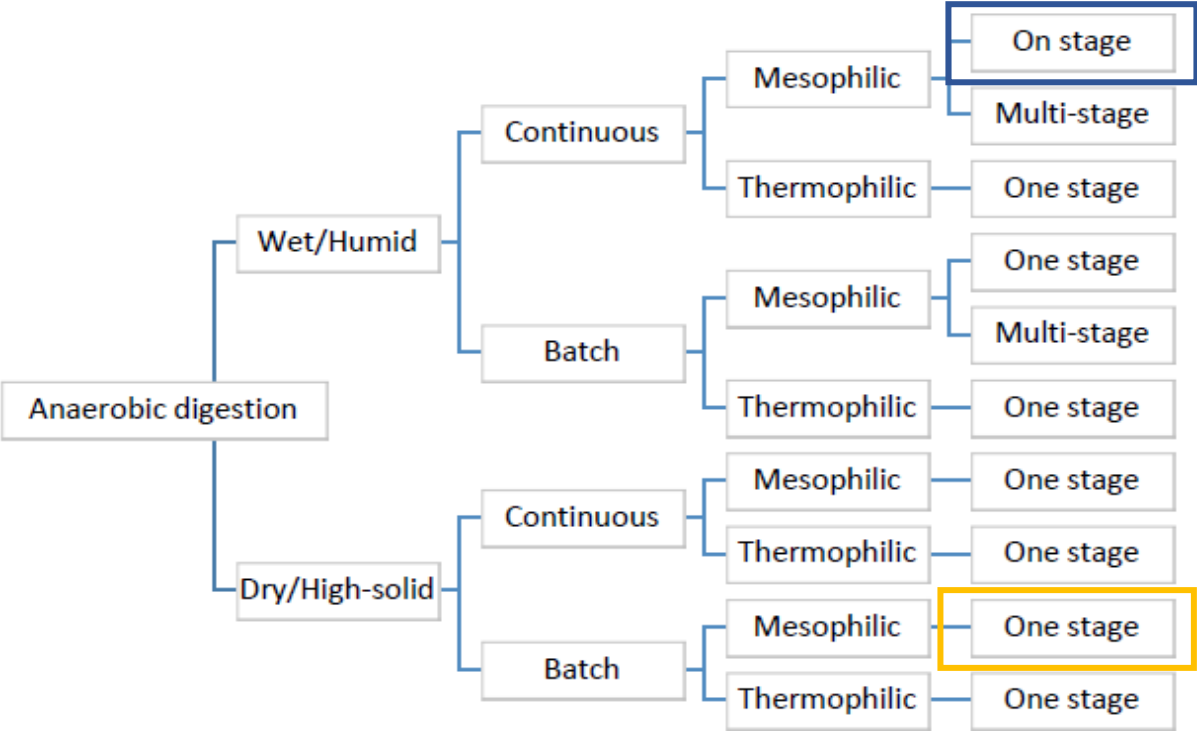 On stage
Mesophilic
Multi-stage
Continuous
Thermophilic
One stage
Wet/Humid
One stage
Mesophilic
Multi-stage
Batch
Thermophilic
One stage
Anaerobic digestion
Mesophilic
One stage
Continuous
Thermophilic
One stage
Dry/High-solid
Mesophilic
One stage
Batch
Thermophilic
One stage